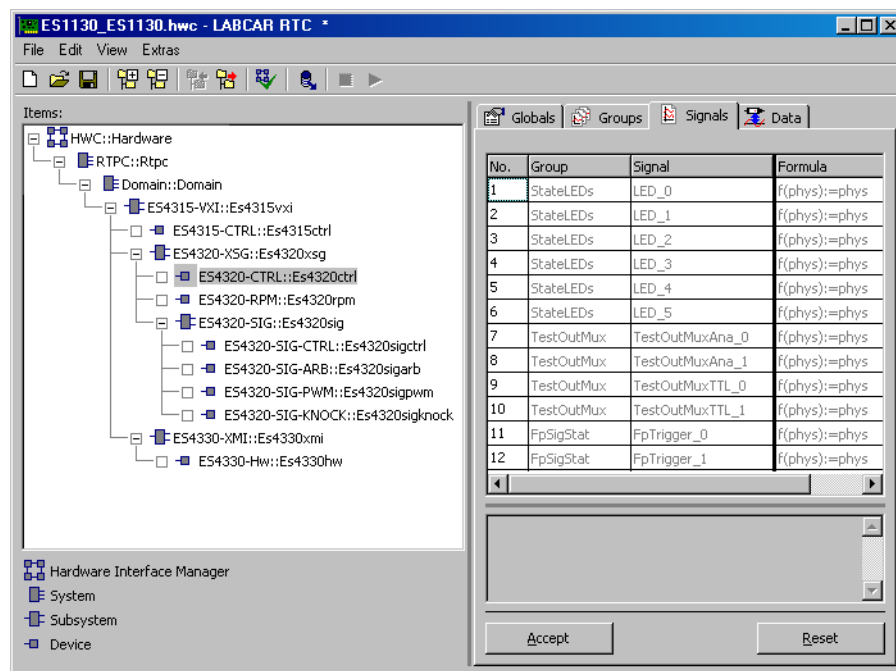 ES1130_ES1130.hwc - LABCAR RTC *
File Edit View Extras
Items:
HWC::Hardware
RTPC::Rtpc
Domain::Domain
ES4315-VXI::Es4315vxi
ES4315-CTRL::Es4315ctrl
ES4320-XSG::Es4320xsg
ES4320-CTRL::Es4320ctrl
ES4320-RPM::Es4320rpm
ES4320-SIG::Es4320sig
ES4320-SIG-CTRL::Es4320sigctrl
ES4320-SIG-ARB::Es4320sigarb
ES4320-SIG-PWM::Es4320sigpwm
ES4320-SIG-KNOCK::Es4320sigknock
ES4330-XMI::Es4330xmi
ES4330-Hw::Es4330hw
Hardware Interface Manager
System
Subsystem
Device
Globals Groups Signals Data
No. Group Signal Formula
1 StateLEDs LED_0 f(phys):=phys
2 StateLEDs LED_1 f(phys):=phys
3 StateLEDs LED_2 f(phys):=phys
4 StateLEDs LED_3 f(phys):=phys
5 StateLEDs LED_4 f(phys):=phys
6 StateLEDs LED_5 f(phys):=phys
7 TestOutMux TestOutMuxAna_0 f(phys):=phys
8 TestOutMux TestOutMuxAna_1 f(phys):=phys
9 TestOutMux TestOutMuxTTL_0 f(phys):=phys
10 TestOutMux TestOutMuxTTL_1 f(phys):=phys
11 FpSigStat FpTrigger_0 f(phys):=phys
12 FpSigStat FpTrigger_1 f(phys):=phys
Accept Reset